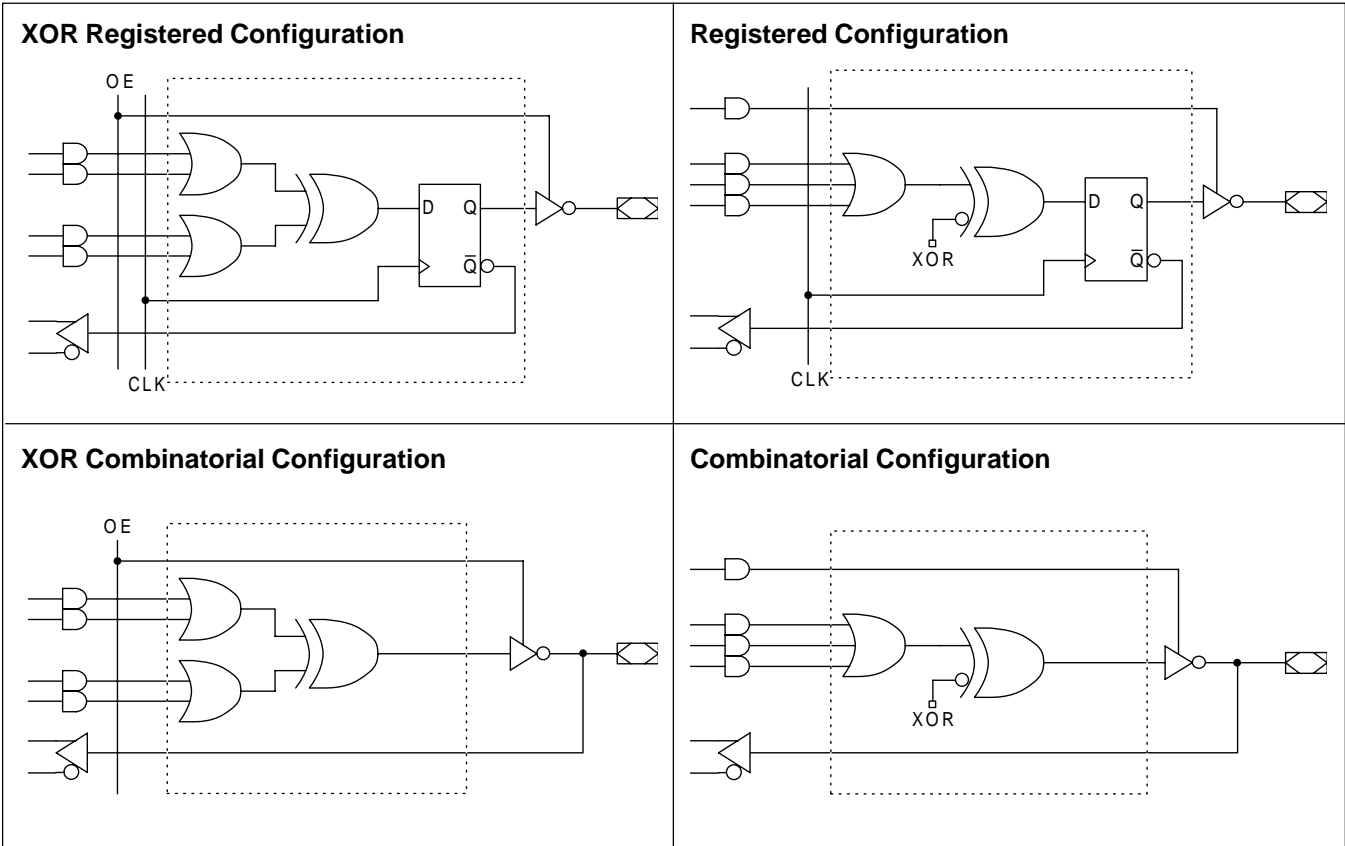 XOR Registered Configuration
OE
D Q
Q̅
CLK
Registered Configuration
D Q
XOR
Q̅
CLK
XOR Combinatorial Configuration
OE
Combinatorial Configuration
XOR